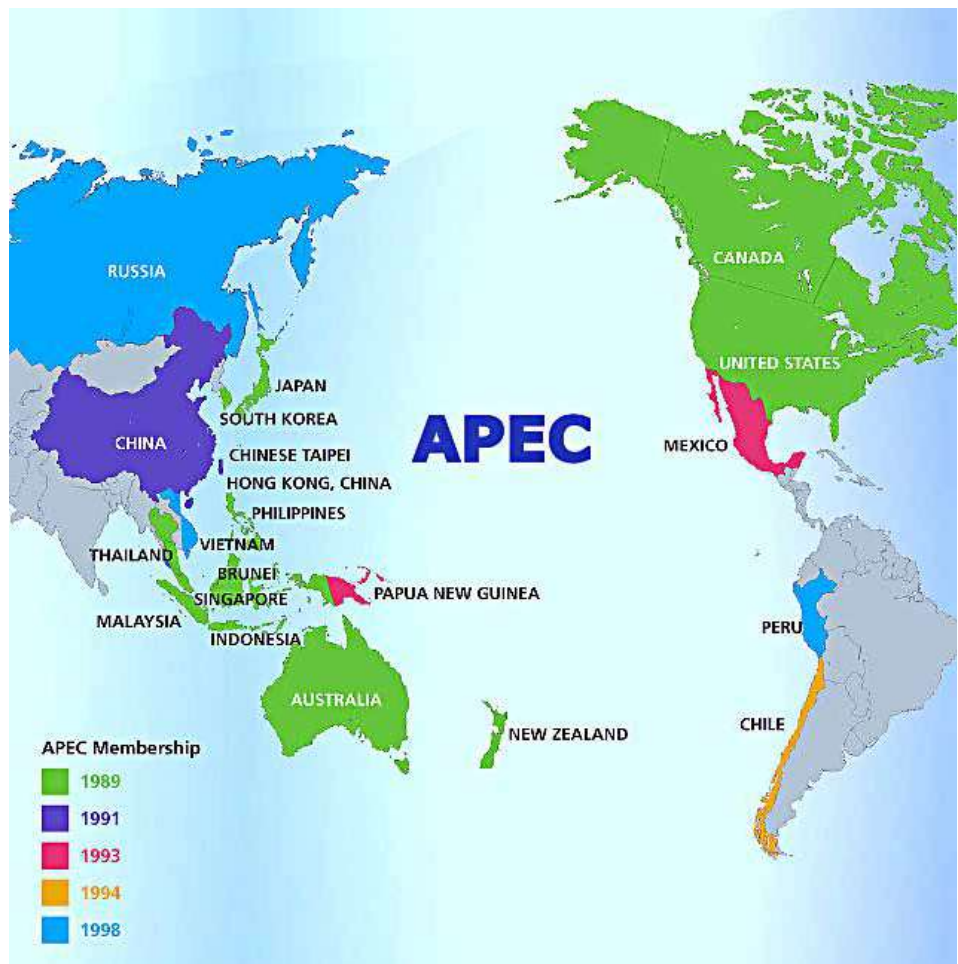 CANADA
RUSSIA
UNITED STATES
JAPAN
SOUTH KOREA
APEC
CHINA
MEXICO
CHINESE TAIPEI
HONG KONG, CHINA
PHILIPPINES
VIETNAM
THAILAND
BRUNEI
PAPUA NEW GUINEA
SINGAPORE
MALAYSIA
PERU
INDONESIA
AUSTRALIA
CHILE
NEW ZEALAND
APEC Membership
1989
1991
1993
1994
1998